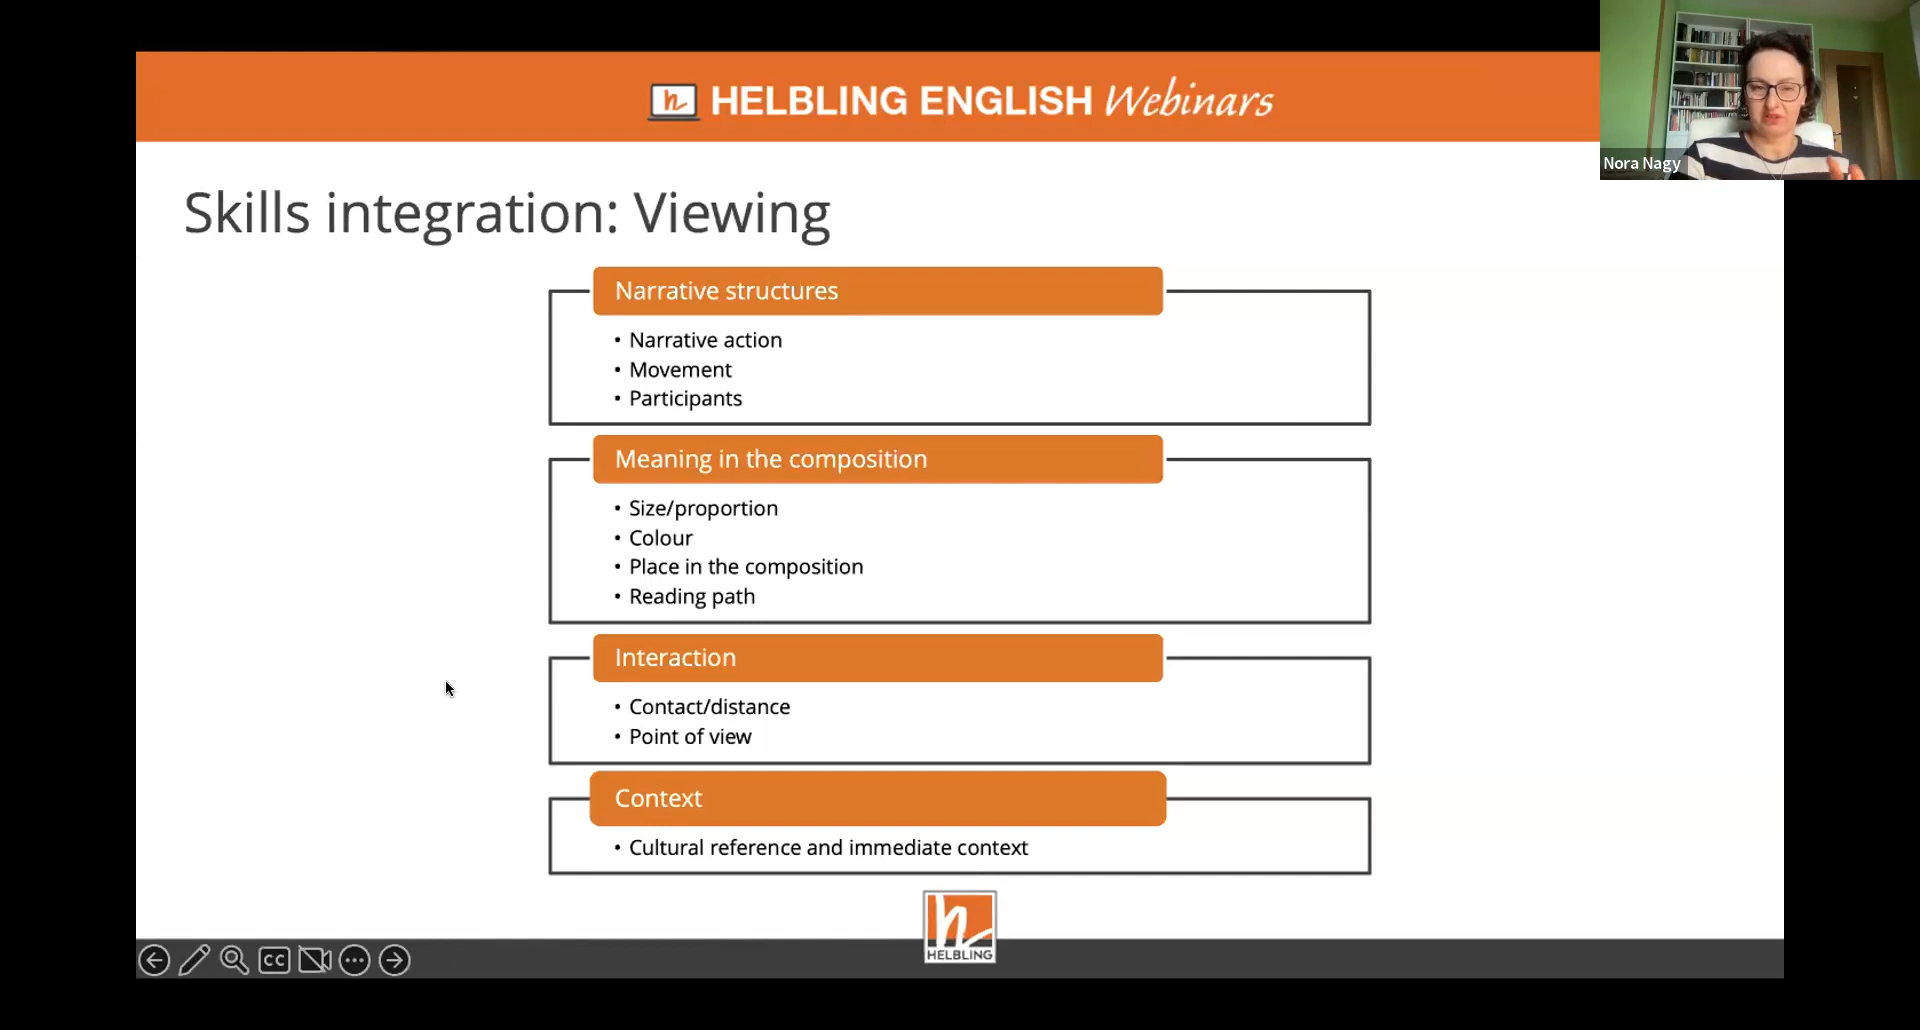 HELBLING ENGLISH Webinars
Nora Nagy
Skills integration: Viewing
Narrative structures
• Narrative action
• Movement
• Participants
Meaning in the composition
• Size/proportion
• Colour
• Place in the composition
• Reading path
Interaction
• Contact/distance
• Point of view
Context
• Cultural reference and immediate context
h
HELBLING
CC